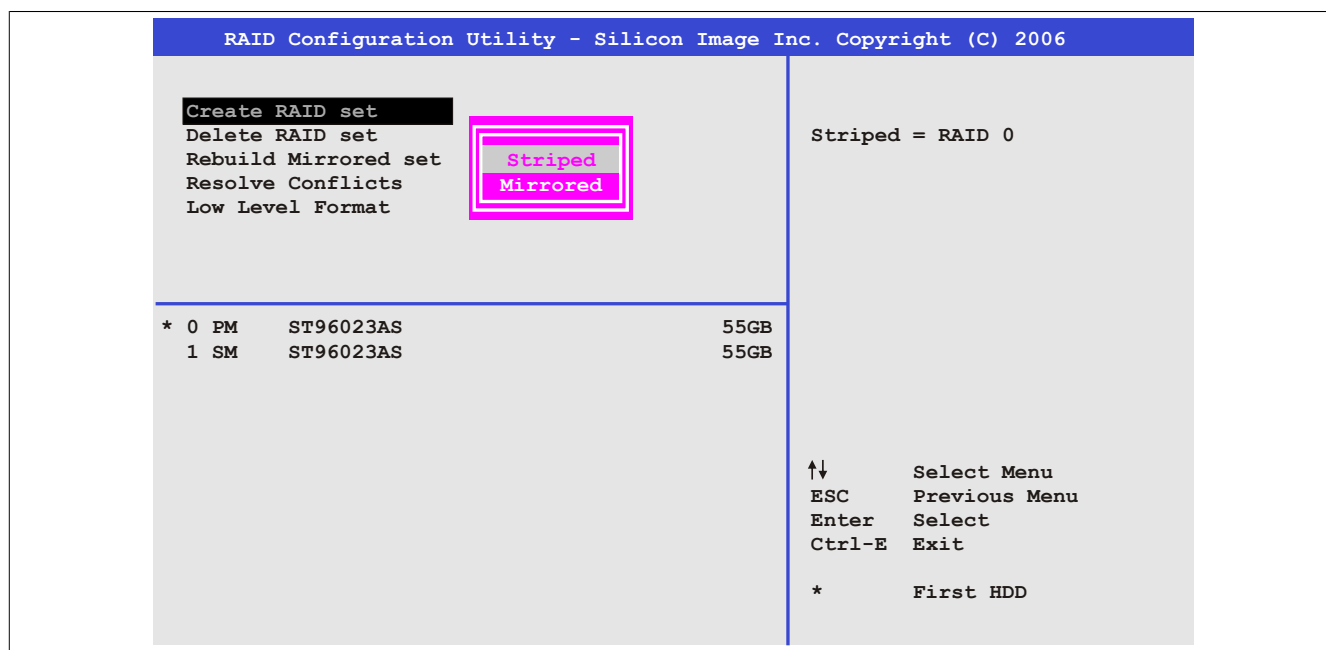 RAID Configuration Utility - Silicon Image Inc. Copyright (C) 2006
Create RAID set
Delete RAID set
Rebuild Mirrored set
Resolve Conflicts
Low Level Format
Striped
Mirrored
Striped = RAID 0
* 0 PM ST96023AS 55GB
1 SM ST96023AS 55GB
↑↓ Select Menu
ESC Previous Menu
Enter Select
Ctrl-E Exit
* First HDD